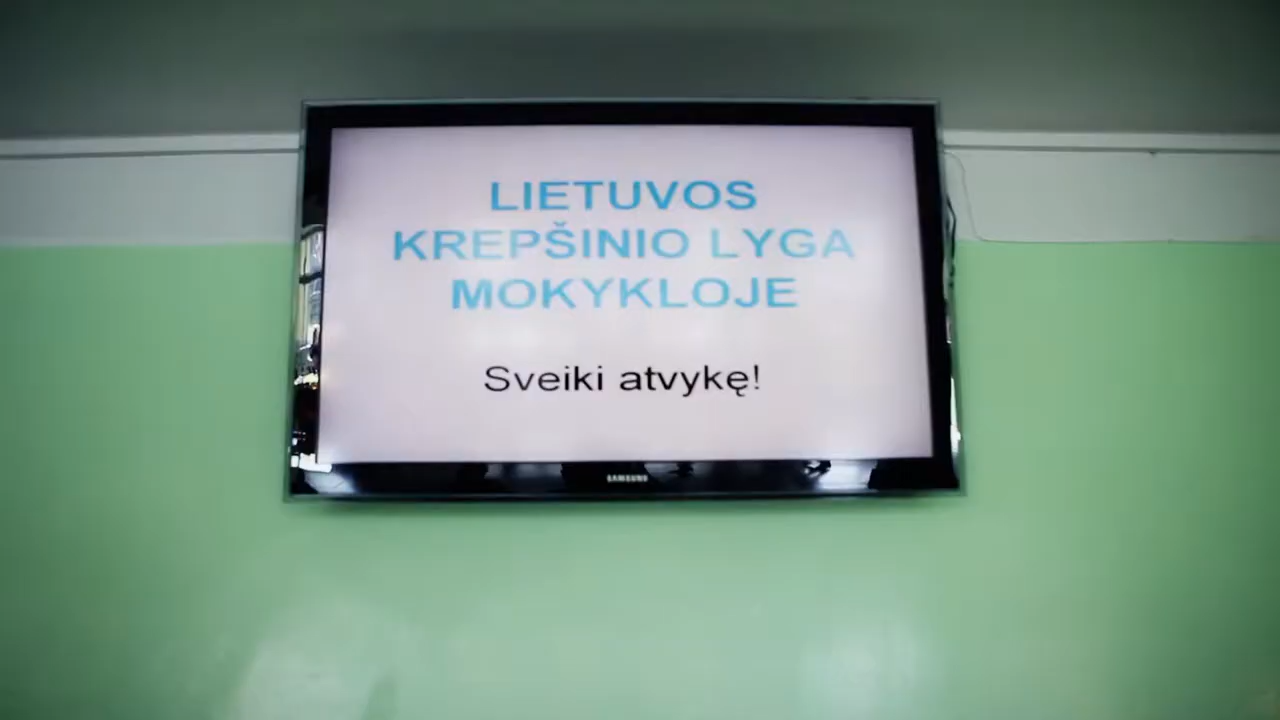 LIETUVOS
KREPŠINIO LYGA
MOKYKLOJE
Sveiki atvykę!
SAMSUNG